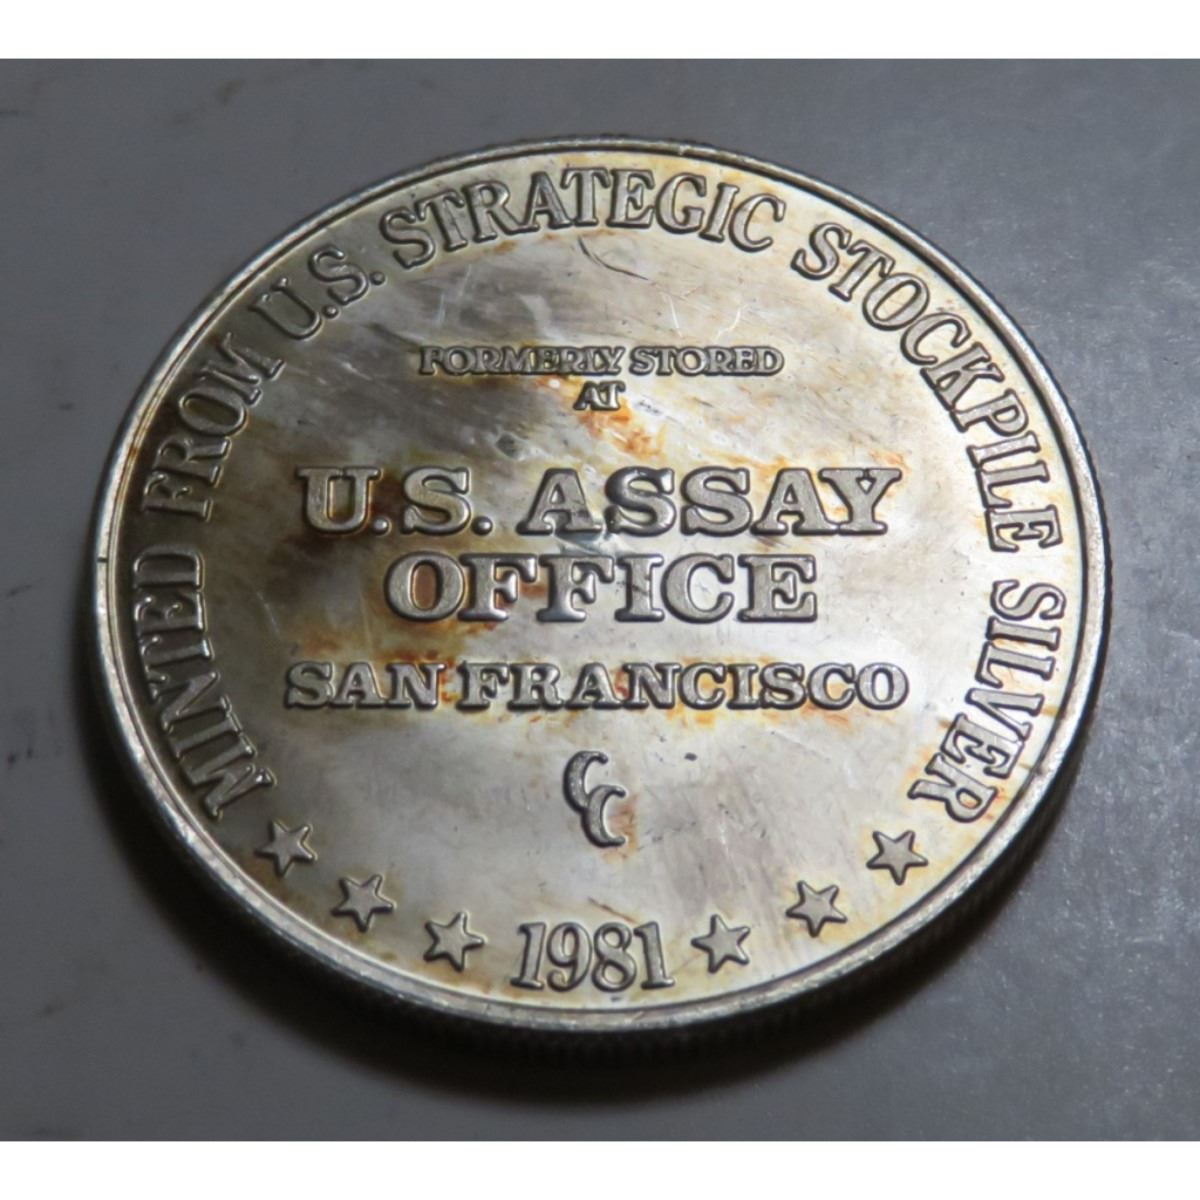 MINTED FROM U.S. STRATEGIC STOCKPILE SILVER
FORMERLY STORED
AT
U.S. ASSAY
OFFICE
SAN FRANCISCO
CC
1981